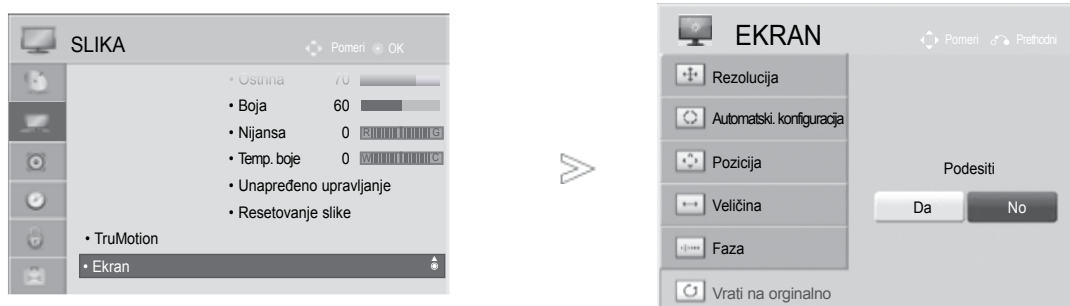 SLIKA
Pomeri OK
• Oštrina 70
• Boja 60
• Nijansa 0 R G
• Temp. boje 0 W C
• Unapređeno upravljanje
• Resetovanje slike
• TruMotion
• Ekran
EKRAN
Pomeri Prethodni
Rezolucija
Automatski. konfiguracija
Pozicija
Veličina
Faza
Vrati na orginalno
Podesiti
Da No